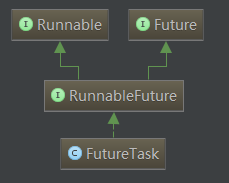 I Runnable
I Future
I RunnableFuture
C FutureTask